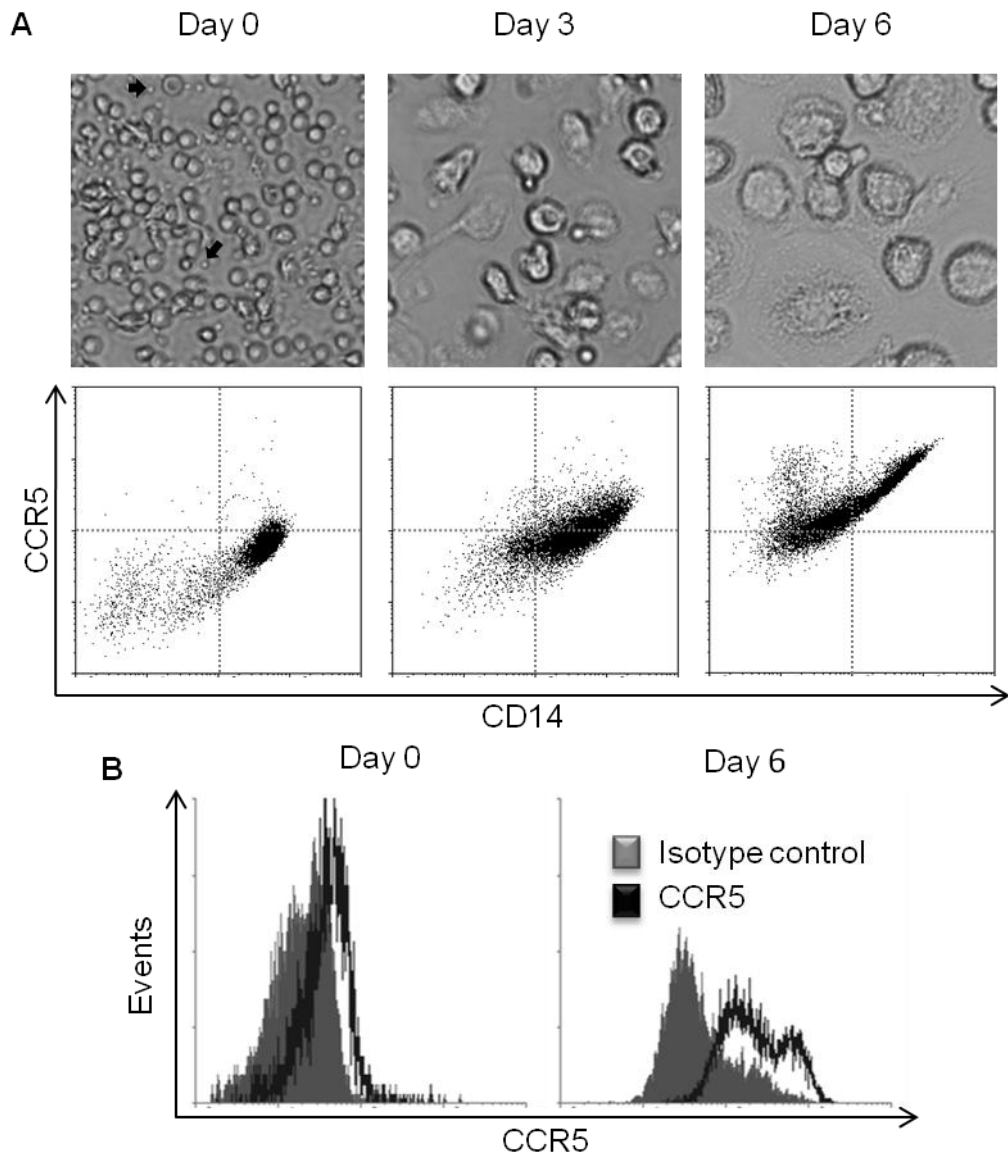 A
Day 0 Day 3 Day 6
CCR5
CD14
B
Day 0 Day 6
Isotype control
CCR5
Events
CCR5